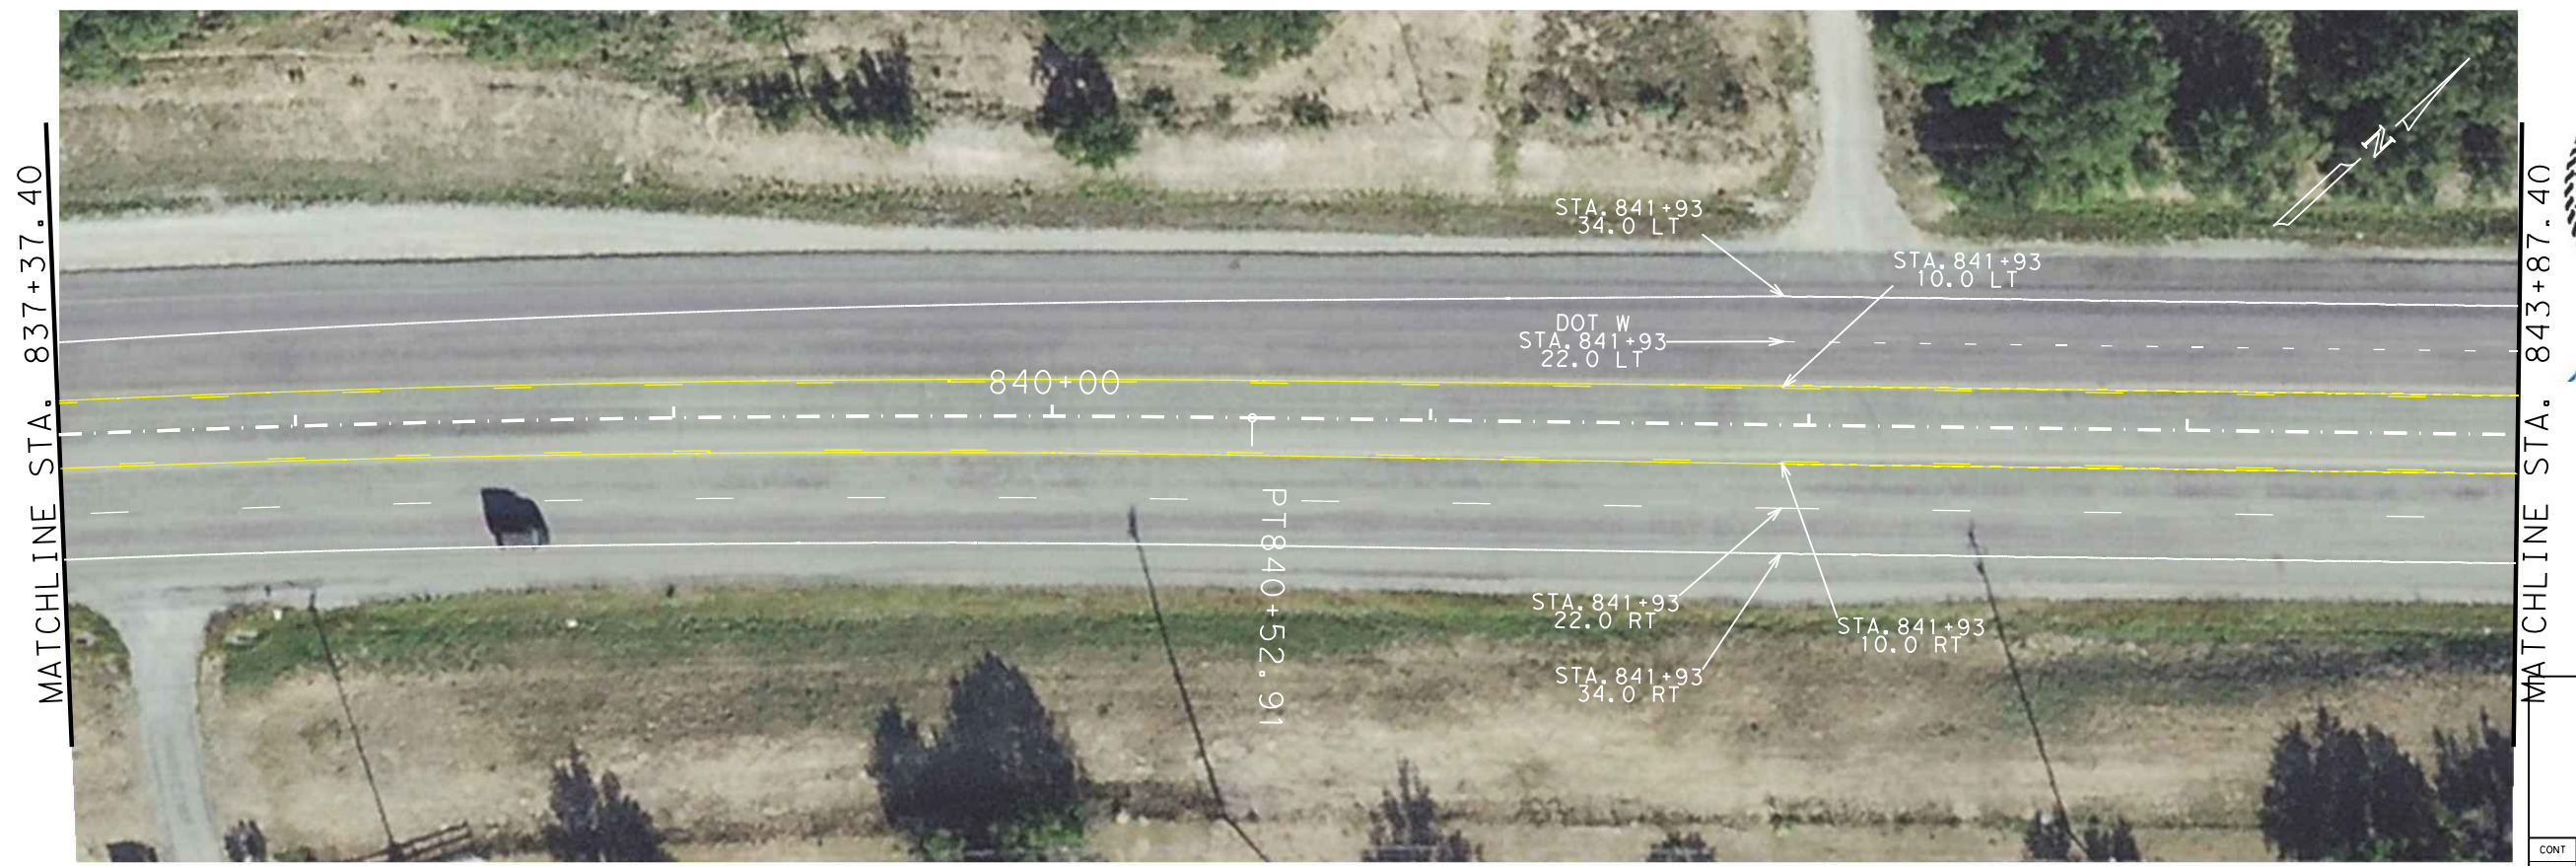 MATCHLINE STA. 837+37.40
STA.841+93
34.0 LT
STA.841+93
10.0 LT
DOT W
STA.841+93
22.0 LT
840+00
PT840+52.91
STA.841+93
22.0 RT
STA.841+93
10.0 RT
STA.841+93
34.0 RT
N
MATCHLINE STA. 843+87.40
CONT